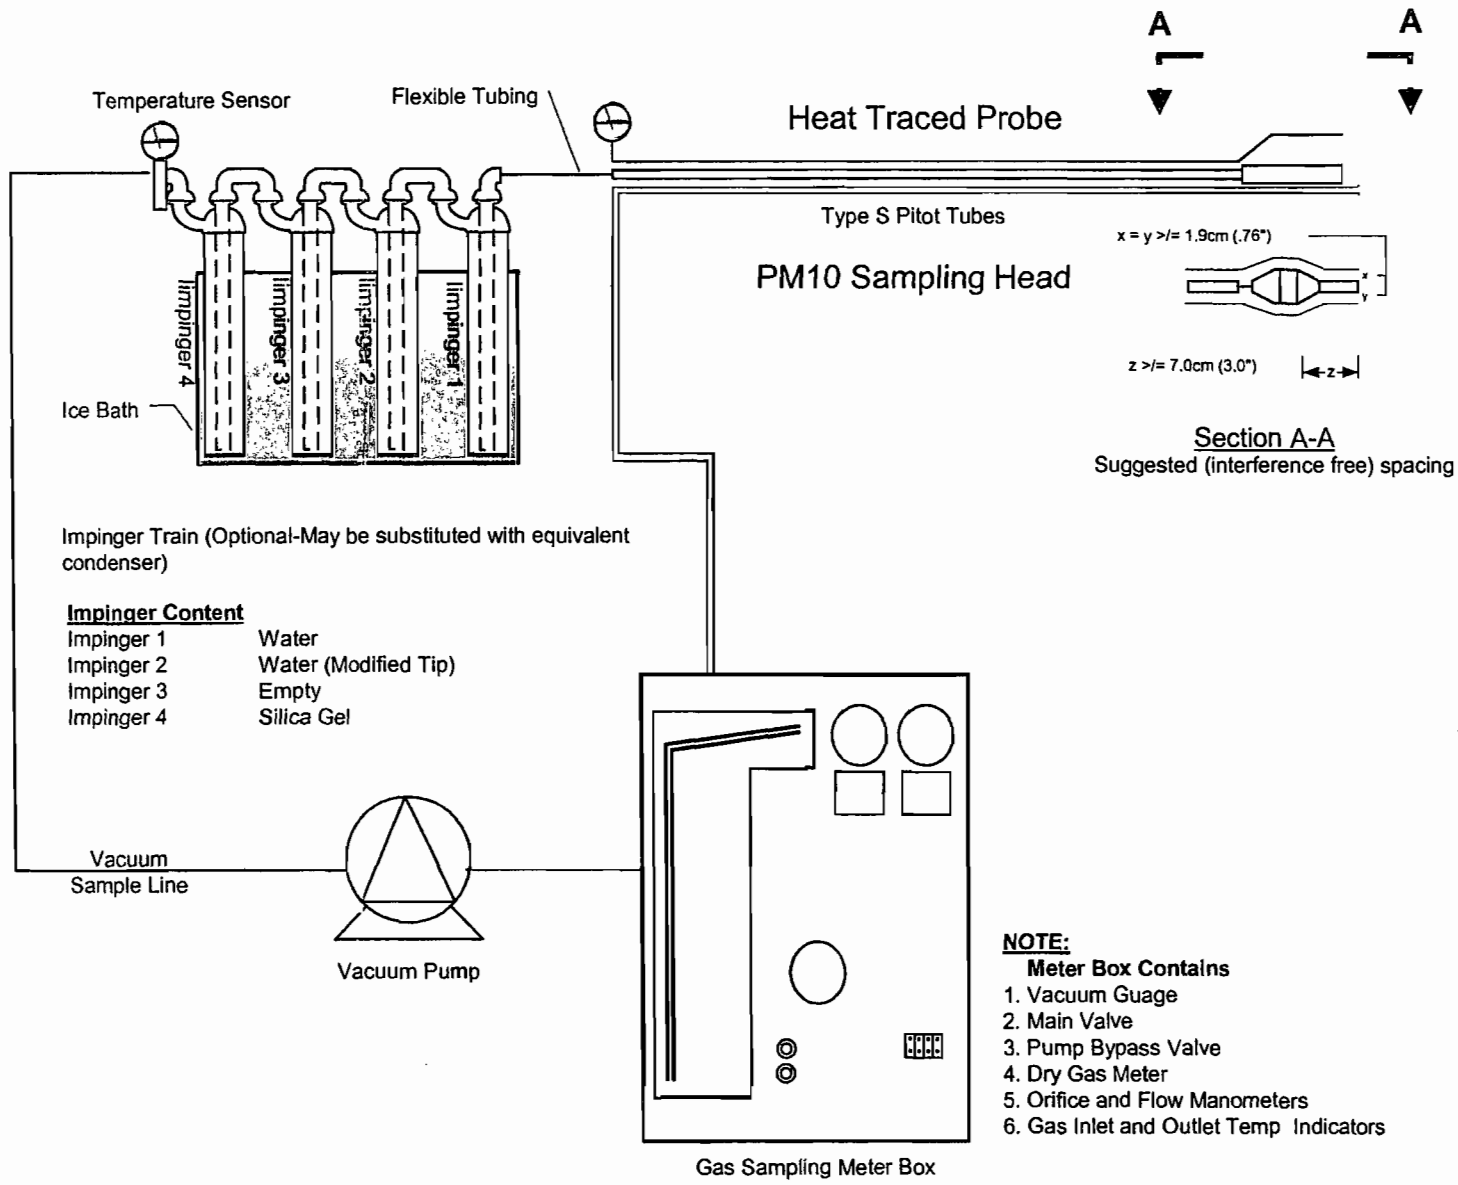 A A
Temperature Sensor
Flexible Tubing
Heat Traced Probe
Type S Pitot Tubes
x = y >/= 1.9cm (.76")
PM10 Sampling Head
x
y
z >/= 7.0cm (3.0")
z
Section A-A
Suggested (interference free) spacing
Iimpinger 4
Iimpinger 3
Iimpinger 2
Iimpinger 1
Ice Bath
Impinger Train (Optional-May be substituted with equivalent
condenser)
Impinger Content
Impinger 1 Water
Impinger 2 Water (Modified Tip)
Impinger 3 Empty
Impinger 4 Silica Gel
Vacuum
Sample Line
Vacuum Pump
NOTE:
Meter Box Contains
1. Vacuum Guage
2. Main Valve
3. Pump Bypass Valve
4. Dry Gas Meter
5. Orifice and Flow Manometers
6. Gas Inlet and Outlet Temp Indicators
Gas Sampling Meter Box